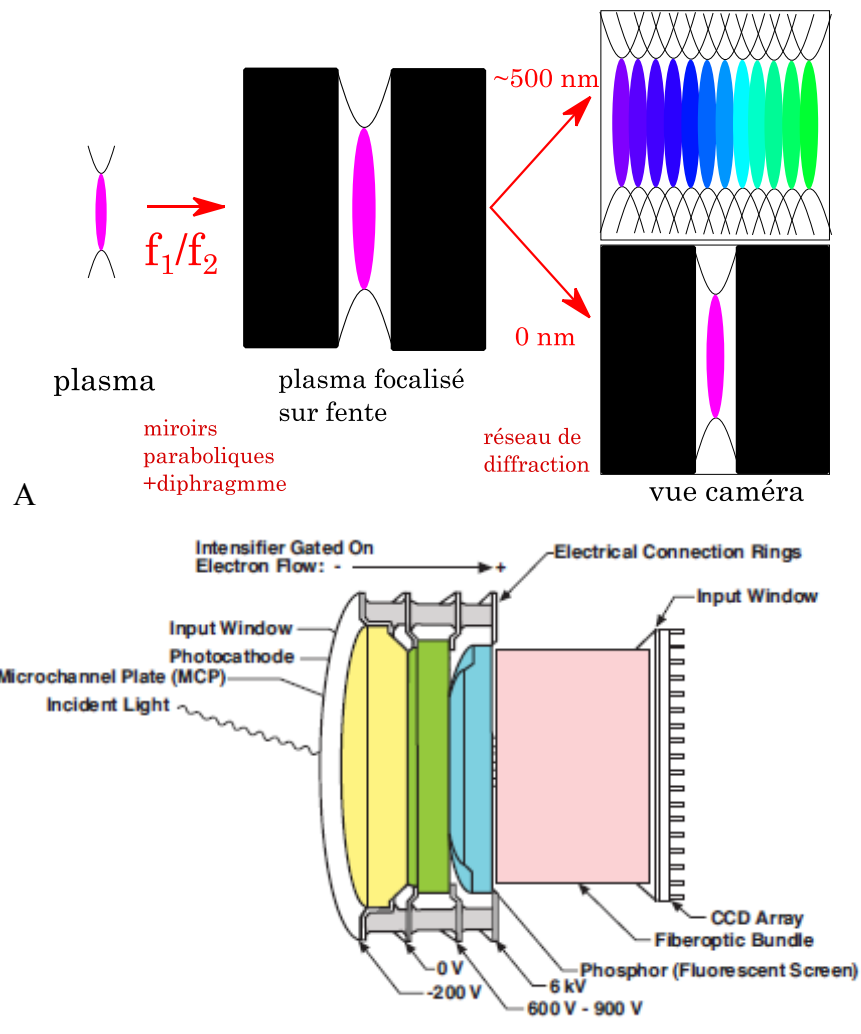 ~500 nm
f1/f2
0 nm
plasma
plasma focalisé
sur fente
miroirs
paraboliques
+diphragmme
réseau de
diffraction
vue caméra
A
Intensifier Gated On
Electron Flow: - +
Electrical Connection Rings
Input Window
Input Window
Photocathode
Microchannel Plate (MCP)
Incident Light
CCD Array
Fiberoptic Bundle
Phosphor (Fluorescent Screen)
0 V
-200 V
6 kV
600 V - 900 V